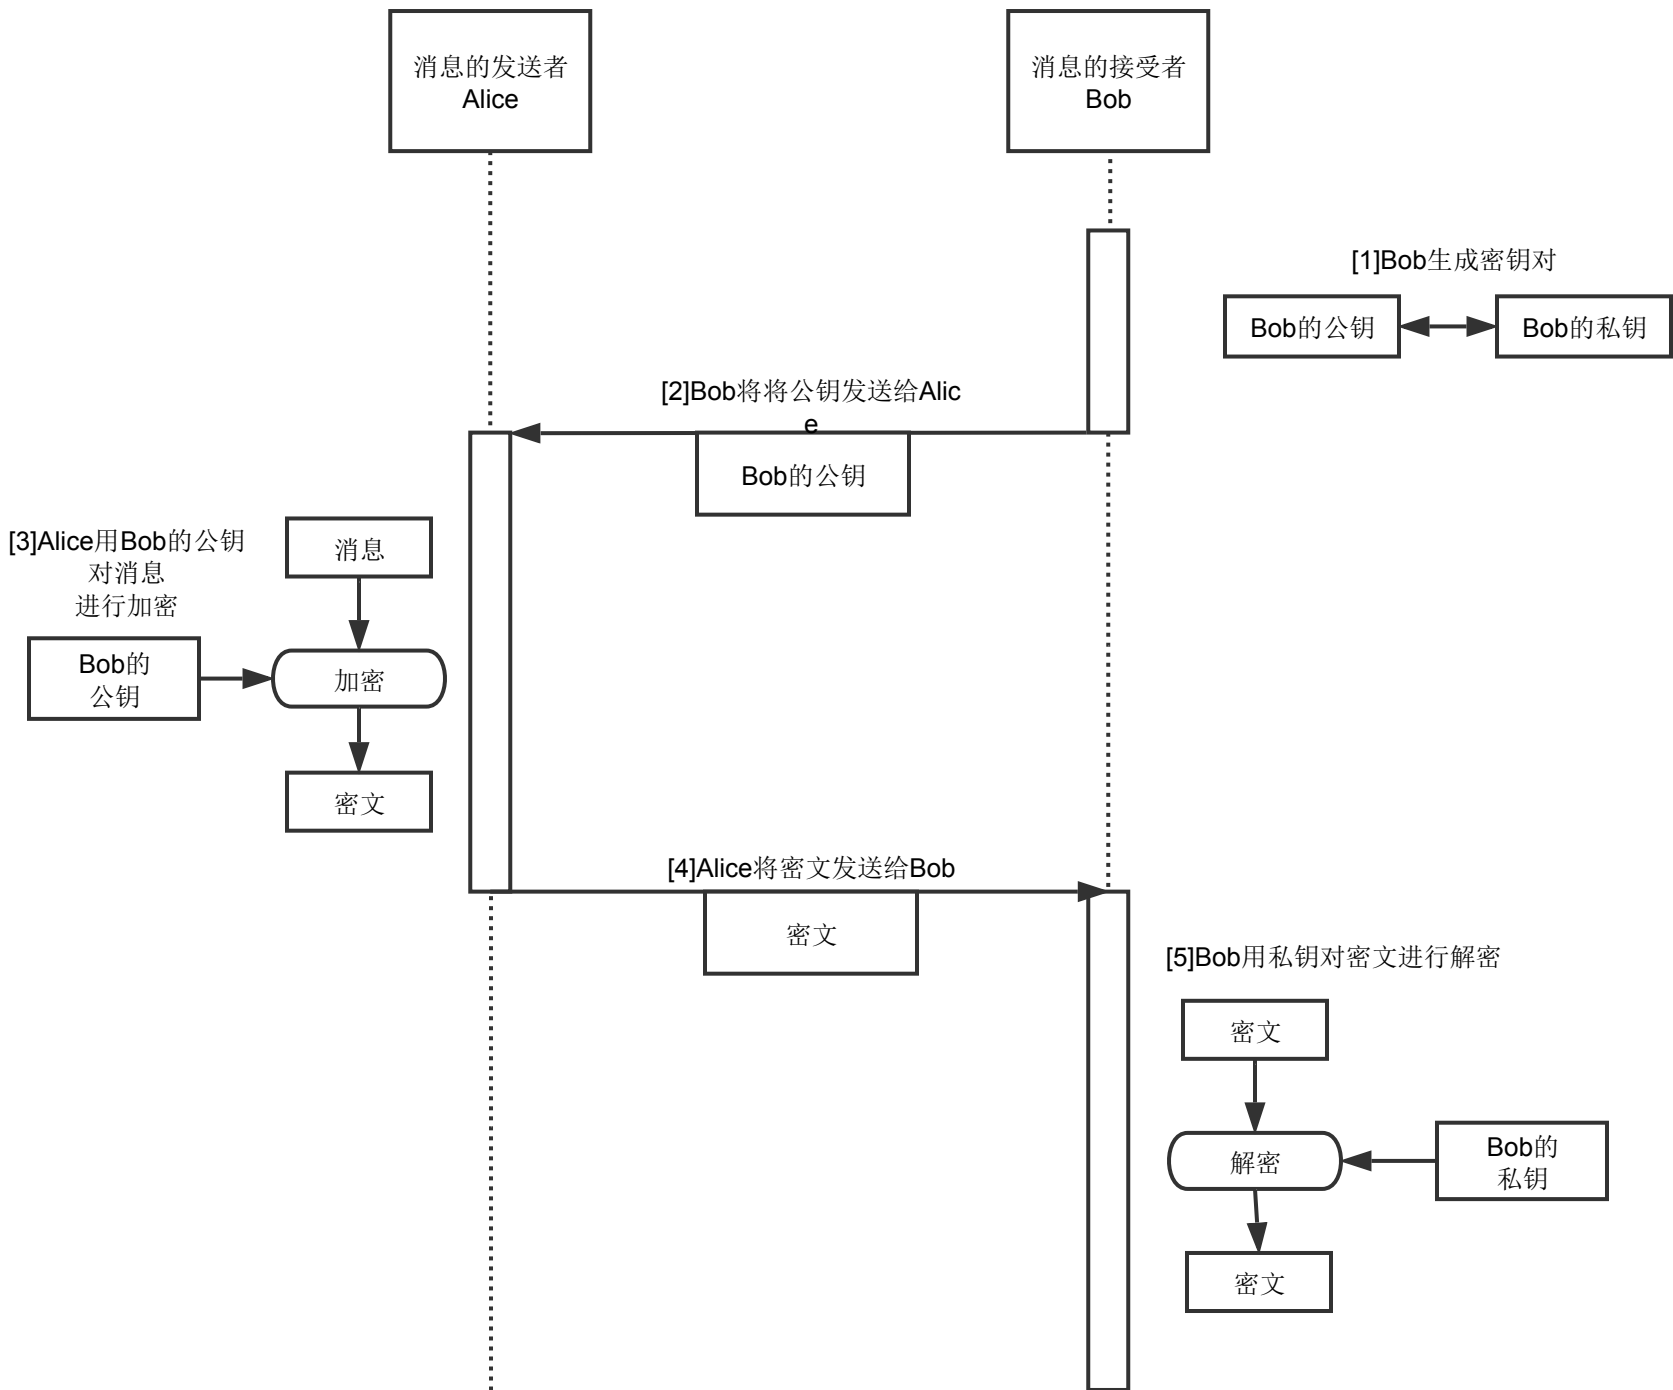 消息的发送者
Alice
消息的接受者
Bob
[1]Bob生成密钥对
Bob的公钥
Bob的私钥
[2]Bob将将公钥发送给Alic
e
Bob的公钥
[3]Alice用Bob的公钥
对消息
进行加密
消息
Bob的
公钥
加密
密文
[4]Alice将密文发送给Bob
密文
[5]Bob用私钥对密文进行解密
密文
解密
Bob的
私钥
密文